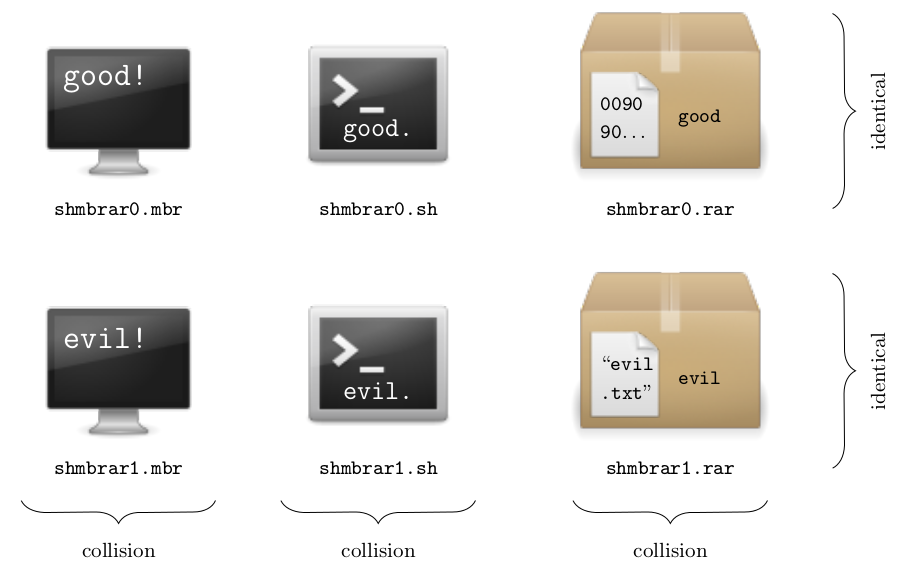 good!
good.
0090
90...
good
shmbrar0.mbr
shmbrar0.sh
shmbrar0.rar
identical
evil!
evil.
“evil
.txt”
evil
shmbrar1.mbr
shmbrar1.sh
shmbrar1.rar
identical
collision
collision
collision